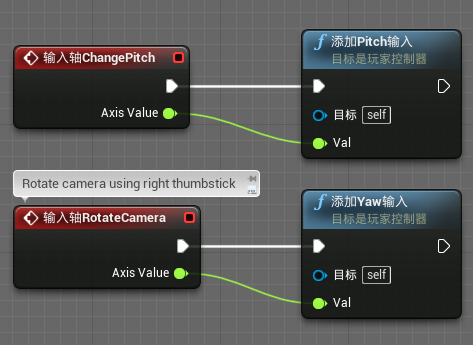 输入轴ChangePitch
Axis Value
添加Pitch输入
目标是玩家控制器
目标 self
Val
Rotate camera using right thumbstick
输入轴RotateCamera
Axis Value
添加Yaw输入
目标是玩家控制器
目标 self
Val